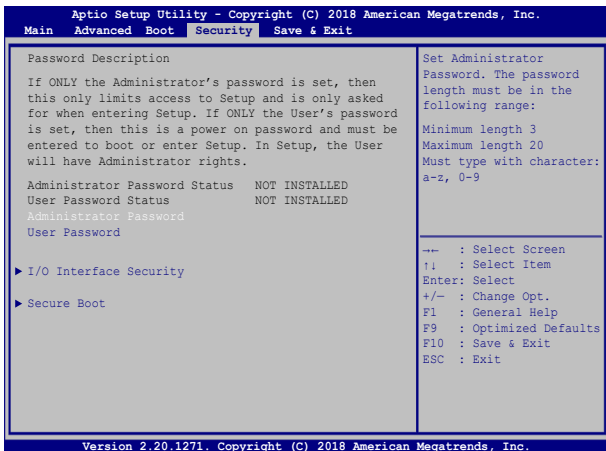 Aptio Setup Utility - Copyright (C) 2018 American Megatrends, Inc.
Main Advanced Boot Security Save & Exit
Password Description
If ONLY the Administrator's password is set, then
this only limits access to Setup and is only asked
for when entering Setup. If ONLY the User's password
is set, then this is a power on password and must be
entered to boot or enter Setup. In Setup, the User
will have Administrator rights.
Administrator Password Status NOT INSTALLED
User Password Status NOT INSTALLED
Administrator Password
User Password
▶ I/O Interface Security
▶ Secure Boot
Set Administrator
Password. The password
length must be in the
following range:
Minimum length 3
Maximum length 20
Must type with character:
a-z, 0-9
→← : Select Screen
↑↓ : Select Item
Enter: Select
+/— : Change Opt.
F1 : General Help
F9 : Optimized Defaults
F10 : Save & Exit
ESC : Exit
Version 2.20.1271. Copyright (C) 2018 American Megatrends, Inc.